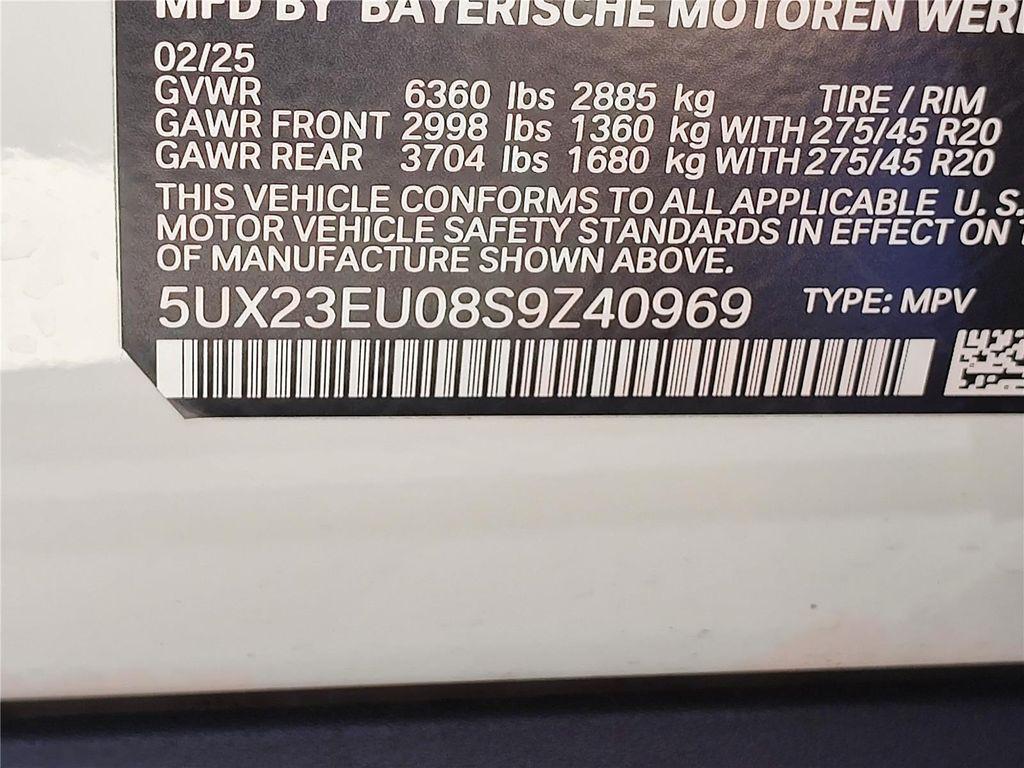 MFD BY BAYERISCHE MOTOREN WER
02/25
GVWR 6360 lbs 2885 kg TIRE / RIM
GAWR FRONT 2998 lbs 1360 kg WITH 275/45 R20
GAWR REAR 3704 lbs 1680 kg WITH 275/45 R20
THIS VEHICLE CONFORMS TO ALL APPLICABLE U. S.
MOTOR VEHICLE SAFETY STANDARDS IN EFFECT ON T
OF MANUFACTURE SHOWN ABOVE.
5UX23EU08S9Z40969 TYPE: MPV